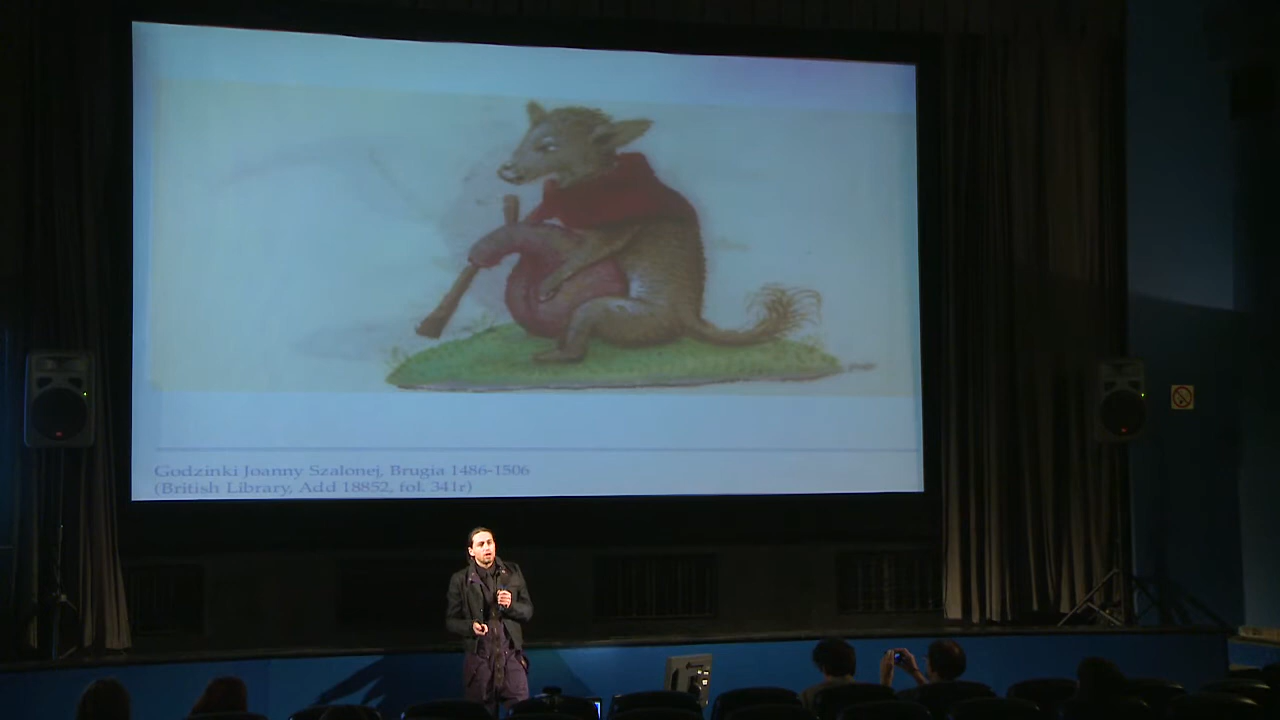 Godzinki Joanny Szalonej, Brugia 1486-1506
(British Library, Add 18852, fol. 341r)